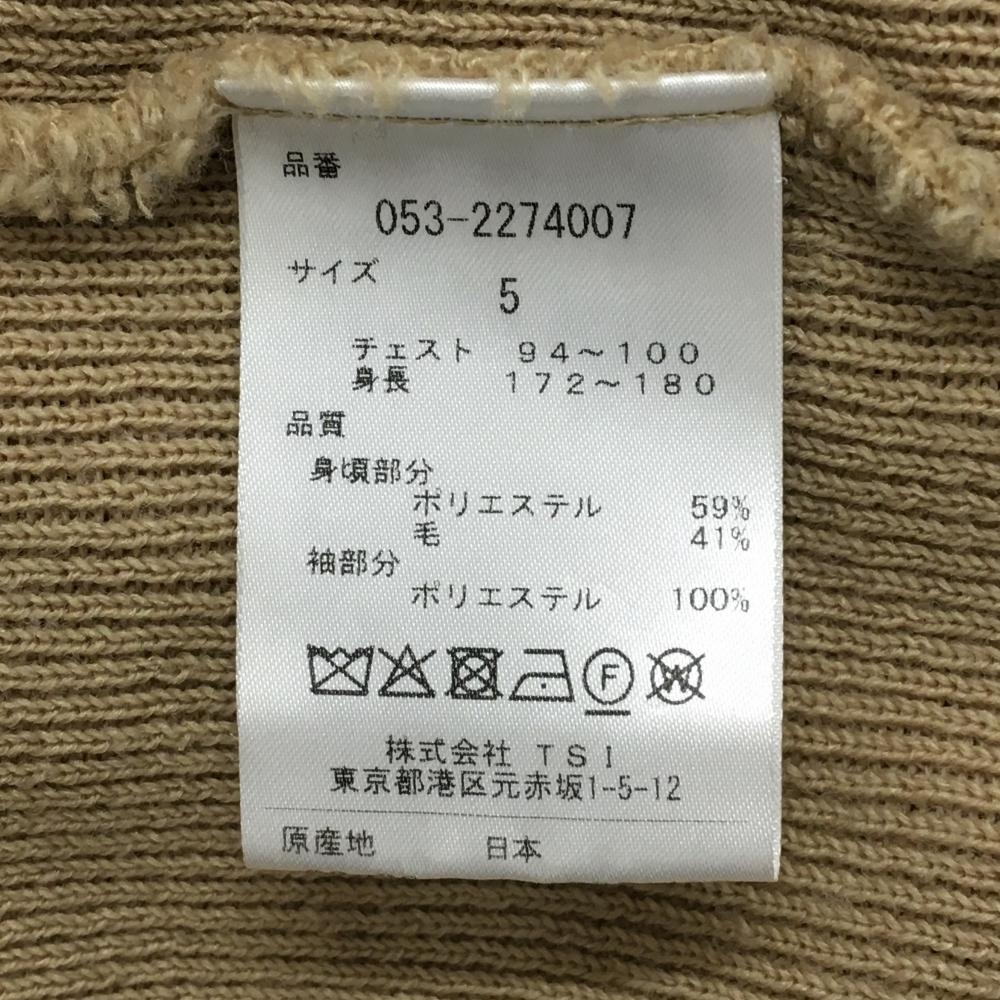 品番
053-2274007
サイズ
5
チェスト 94～100
身長 172～180
品質
身頃部分
ポリエステル 59%
毛 41%
袖部分
ポリエステル 100%
F W
株式会社 TSI
東京都港区元赤坂1-5-12
原産地 日本